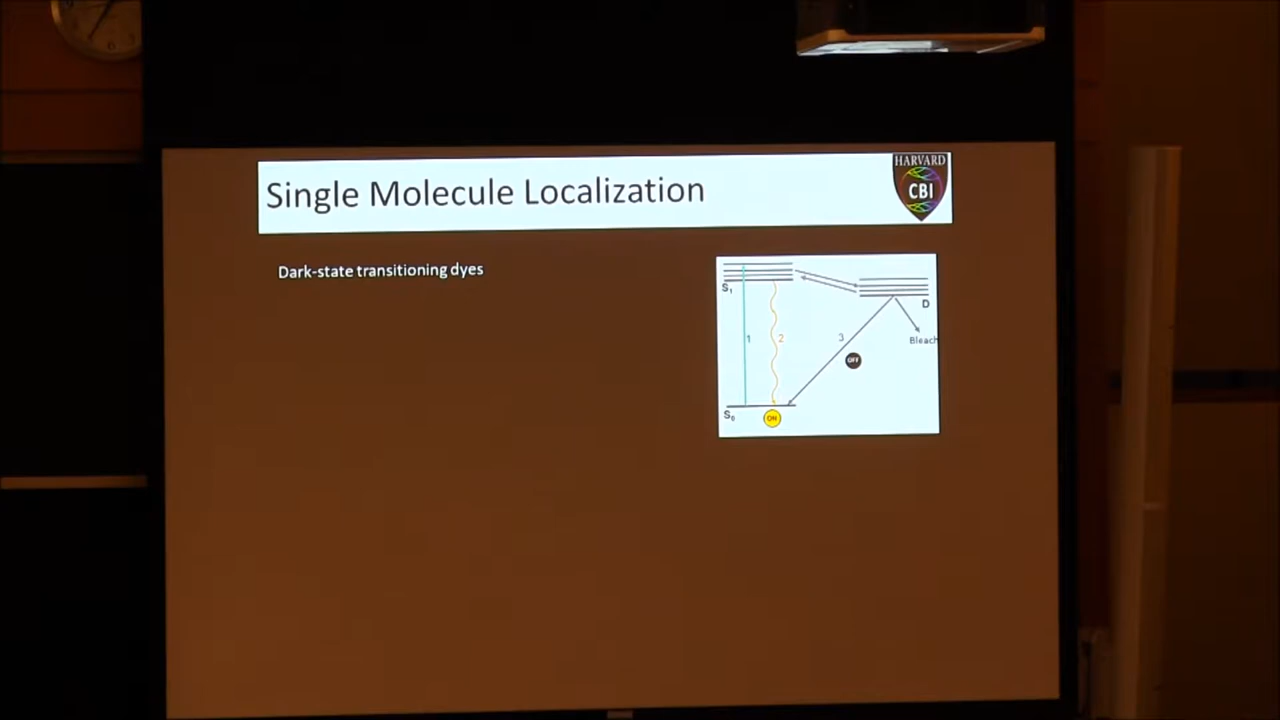 Single Molecule Localization
HARVARD
CBI
Dark-state transitioning dyes
S₁
D
1
2
3
Bleach
OFF
S₀
ON